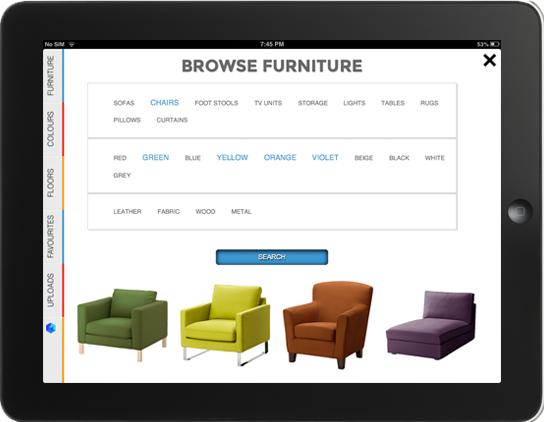 No SIM 7:45 PM 53%
BROWSE FURNITURE
SOFAS CHAIRS FOOT STOOLS TV UNITS STORAGE LIGHTS TABLES RUGS
PILLOWS CURTAINS
RED GREEN BLUE YELLOW ORANGE VIOLET BEIGE BLACK WHITE
GREY
LEATHER FABRIC WOOD METAL
SEARCH
FURNITURE
COLOURS
FLOORS
FAVOURITES
UPLOADS